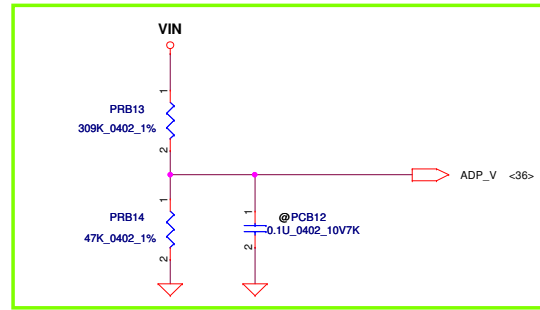 VIN
1
PRB13
309K_0402_1%
2
ADP_V <36>
1
PRB14
47K_0402_1%
2
1
@PCB12
0.1U_0402_10V7K
2